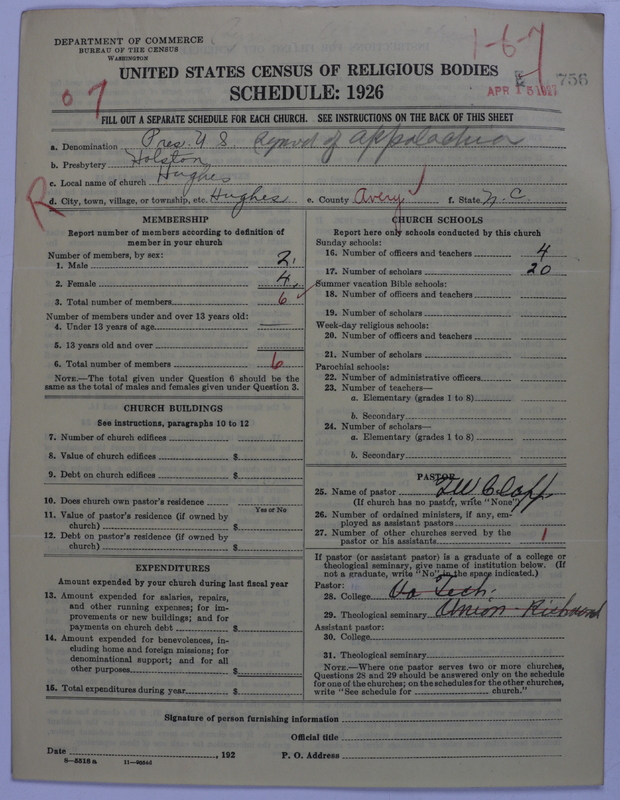 DEPARTMENT OF COMMERCE
BUREAU OF THE CENSUS
WASHINGTON
1-6-7
APR 15 1927
756
UNITED STATES CENSUS OF RELIGIOUS BODIES
SCHEDULE: 1926
07
FILL OUT A SEPARATE SCHEDULE FOR EACH CHURCH. SEE INSTRUCTIONS ON THE BACK OF THIS SHEET
a. Denomination Pres. U S. Synod of Appalachia
b. Presbytery Holston
c. Local name of church Hughes
R
d. City, town, village, or township, etc. Hughes e. County Avery f. State N. C.
MEMBERSHIP
Report number of members according to definition of member in your church
Number of members, by sex:
1. Male 2.
2. Female 4.
3. Total number of members 6
Number of members under and over 13 years old:
4. Under 13 years of age
5. 13 years old and over
6. Total number of members 6
NOTE.—The total given under Question 6 should be the
same as the total of males and females given under Question 3.
CHURCH BUILDINGS
See instructions, paragraphs 10 to 12
7. Number of church edifices
8. Value of church edifices $
9. Debt on church edifices $
10. Does church own pastor's residence
Yes or No
11. Value of pastor's residence (if owned by
church) $
12. Debt on pastor's residence (if owned by
church) $
EXPENDITURES
Amount expended by your church during last fiscal year
13. Amount expended for salaries, repairs,
and other running expenses; for im-
provements or new buildings; and for
payments on church debt $
14. Amount expended for benevolences, in-
cluding home and foreign missions; for
denominational support; and for all
other purposes $
15. Total expenditures during year $
CHURCH SCHOOLS
Report here only schools conducted by this church
Sunday schools:
16. Number of officers and teachers 4
17. Number of scholars 20
Summer vacation Bible schools:
18. Number of officers and teachers
19. Number of scholars
Week-day religious schools:
20. Number of officers and teachers
21. Number of scholars
Parochial schools:
22. Number of administrative officers
23. Number of teachers—
a. Elementary (grades 1 to 8)
b. Secondary
24. Number of scholars—
a. Elementary (grades 1 to 8)
b. Secondary
PASTOR
25. Name of pastor Clapp
(If church has no pastor, write "None")
26. Number of ordained ministers, if any, em-
ployed as assistant pastors
27. Number of other churches served by the
pastor or his assistants 1
If pastor (or assistant pastor) is a graduate of a college or
theological seminary, give name of institution below. (If
not a graduate, write "No" in the space indicated.)
Pastor:
28. College Va Tech.
29. Theological seminary Union Richmond
Assistant pastor:
30. College
31. Theological seminary
NOTE.—Where one pastor serves two or more churches,
Questions 28 and 29 should be answered only on the schedule
for one of the churches; on the schedules for the other churches,
write "See schedule for church."
Signature of person furnishing information
Official title
Date , 192 P. O. Address
8-5518 a